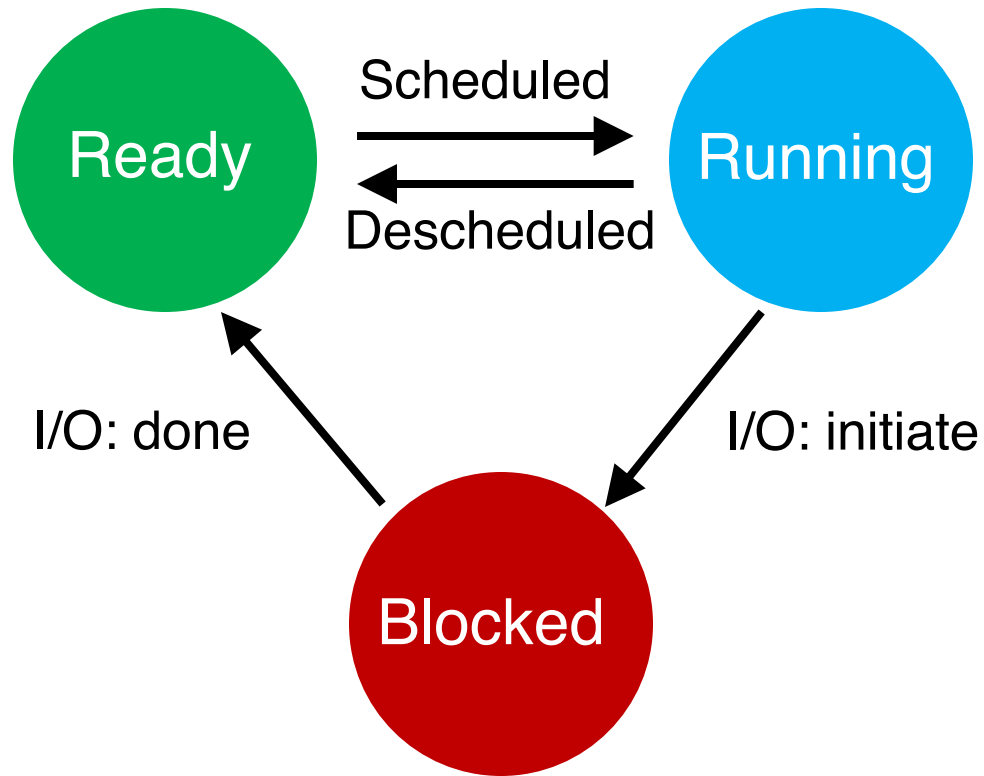 Scheduled
Ready
Running
Descheduled
I/O: done
I/O: initiate
Blocked